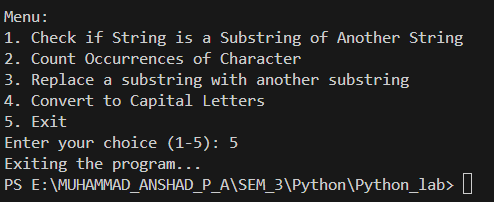 Menu:
1. Check if String is a Substring of Another String
2. Count Occurrences of Character
3. Replace a substring with another substring
4. Convert to Capital Letters
5. Exit
Enter your choice (1-5): 5
Exiting the program...
PS E:\MUHAMMAD_ANSHAD_P_A\SEM_3\Python\Python_lab>